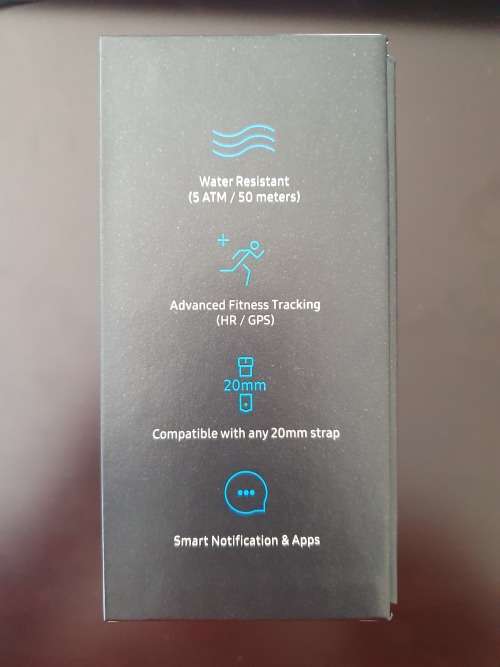 Water Resistant
(5 ATM / 50 meters)
Advanced Fitness Tracking
(HR / GPS)
20mm
Compatible with any 20mm strap
Smart Notification & Apps